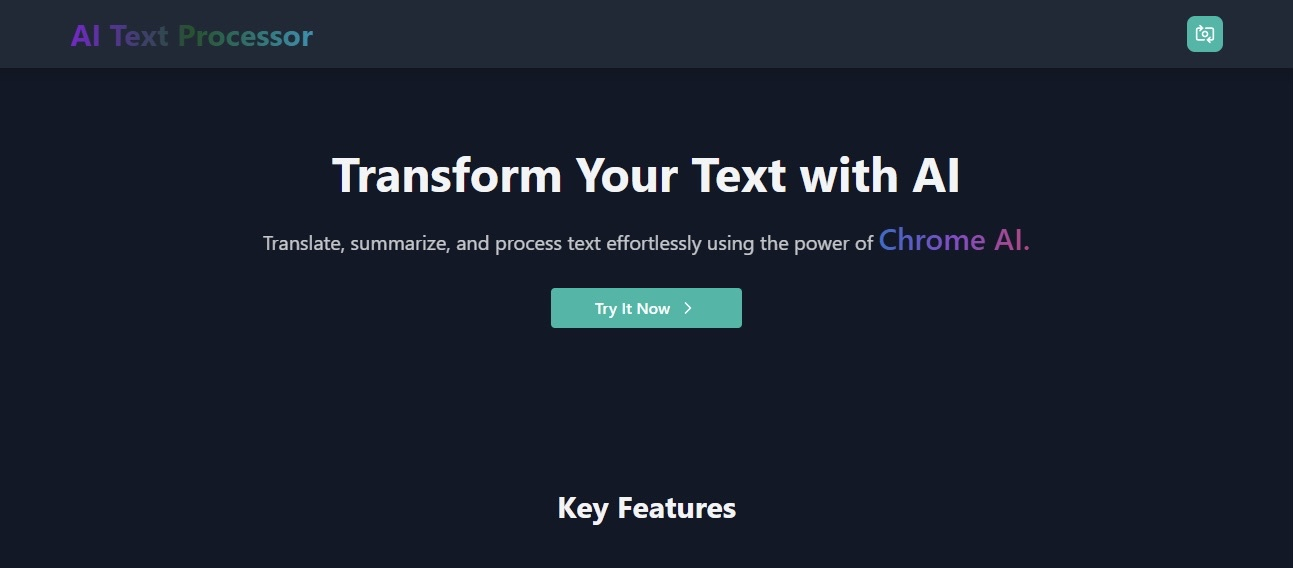 AI Text Processor
Transform Your Text with AI
Translate, summarize, and process text effortlessly using the power of Chrome AI.
Try It Now
Key Features